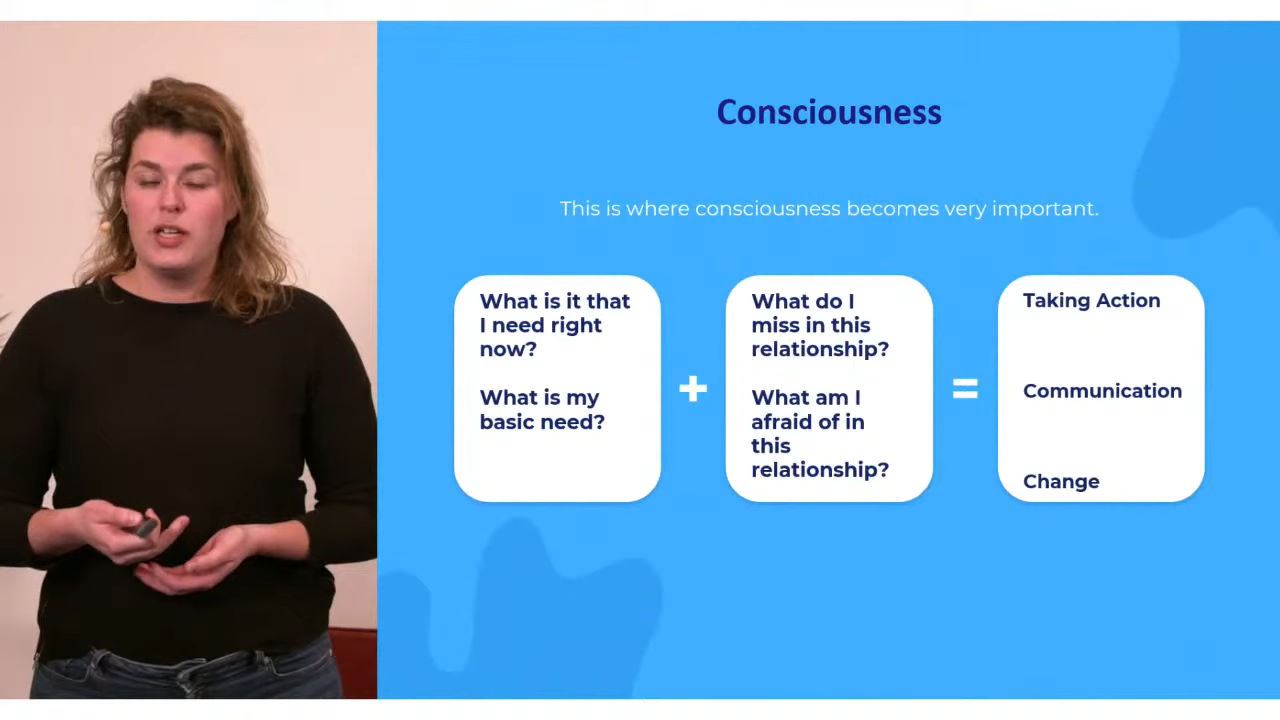 Consciousness
This is where consciousness becomes very important.
What is it that
I need right
now?
What is my
basic need?
+
What do I
miss in this
relationship?
What am I
afraid of in
this
relationship?
=
Taking Action
Communication
Change